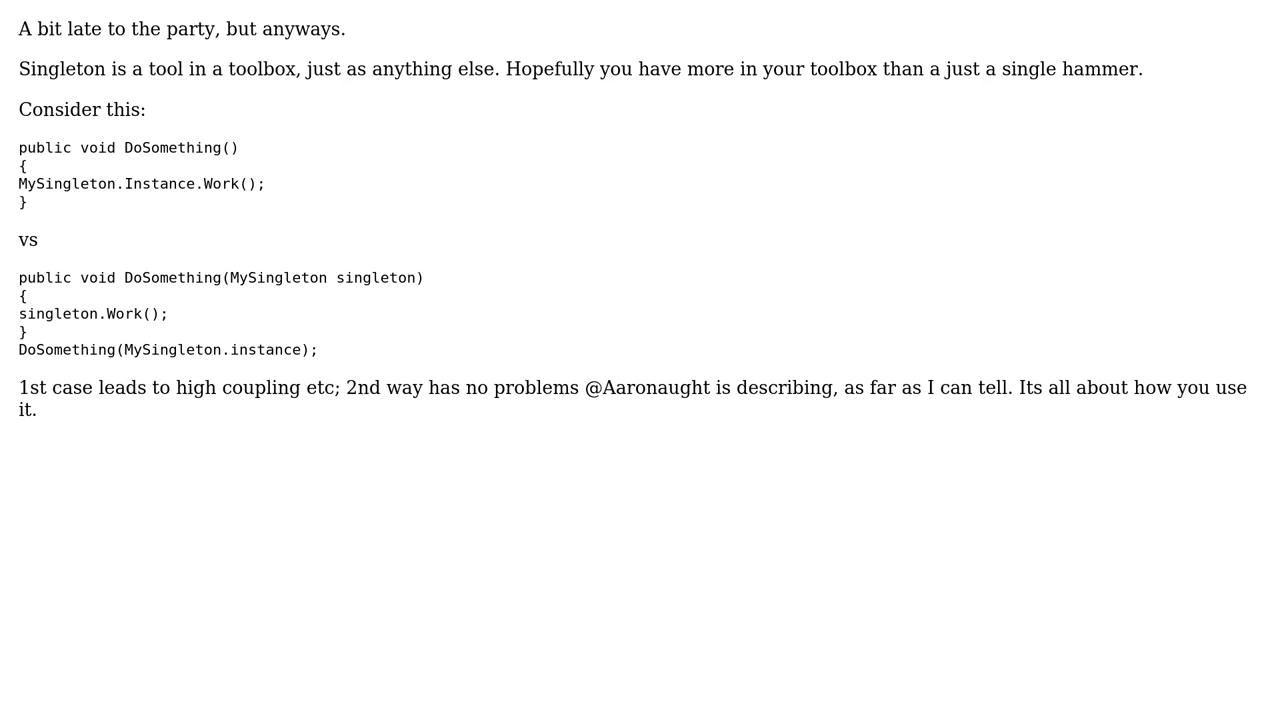 A bit late to the party, but anyways.
Singleton is a tool in a toolbox, just as anything else. Hopefully you have more in your toolbox than a just a single hammer.
Consider this:
public void DoSomething()
{
MySingleton.Instance.Work();
}
vs
public void DoSomething(MySingleton singleton)
{
singleton.Work();
}
DoSomething(MySingleton.instance);
1st case leads to high coupling etc; 2nd way has no problems @Aaronaught is describing, as far as I can tell. Its all about how you use
it.